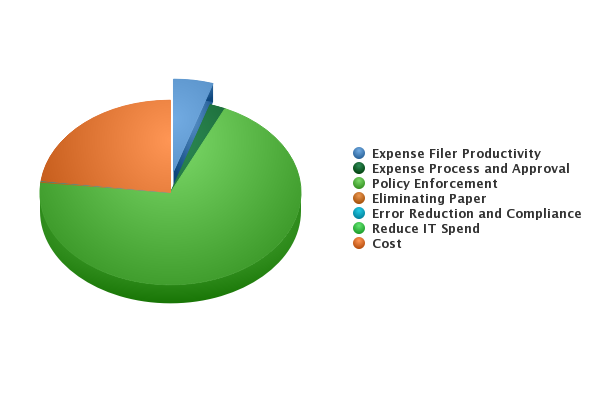 Expense Filer Productivity
Expense Process and Approval
Policy Enforcement
Eliminating Paper
Error Reduction and Compliance
Reduce IT Spend
Cost